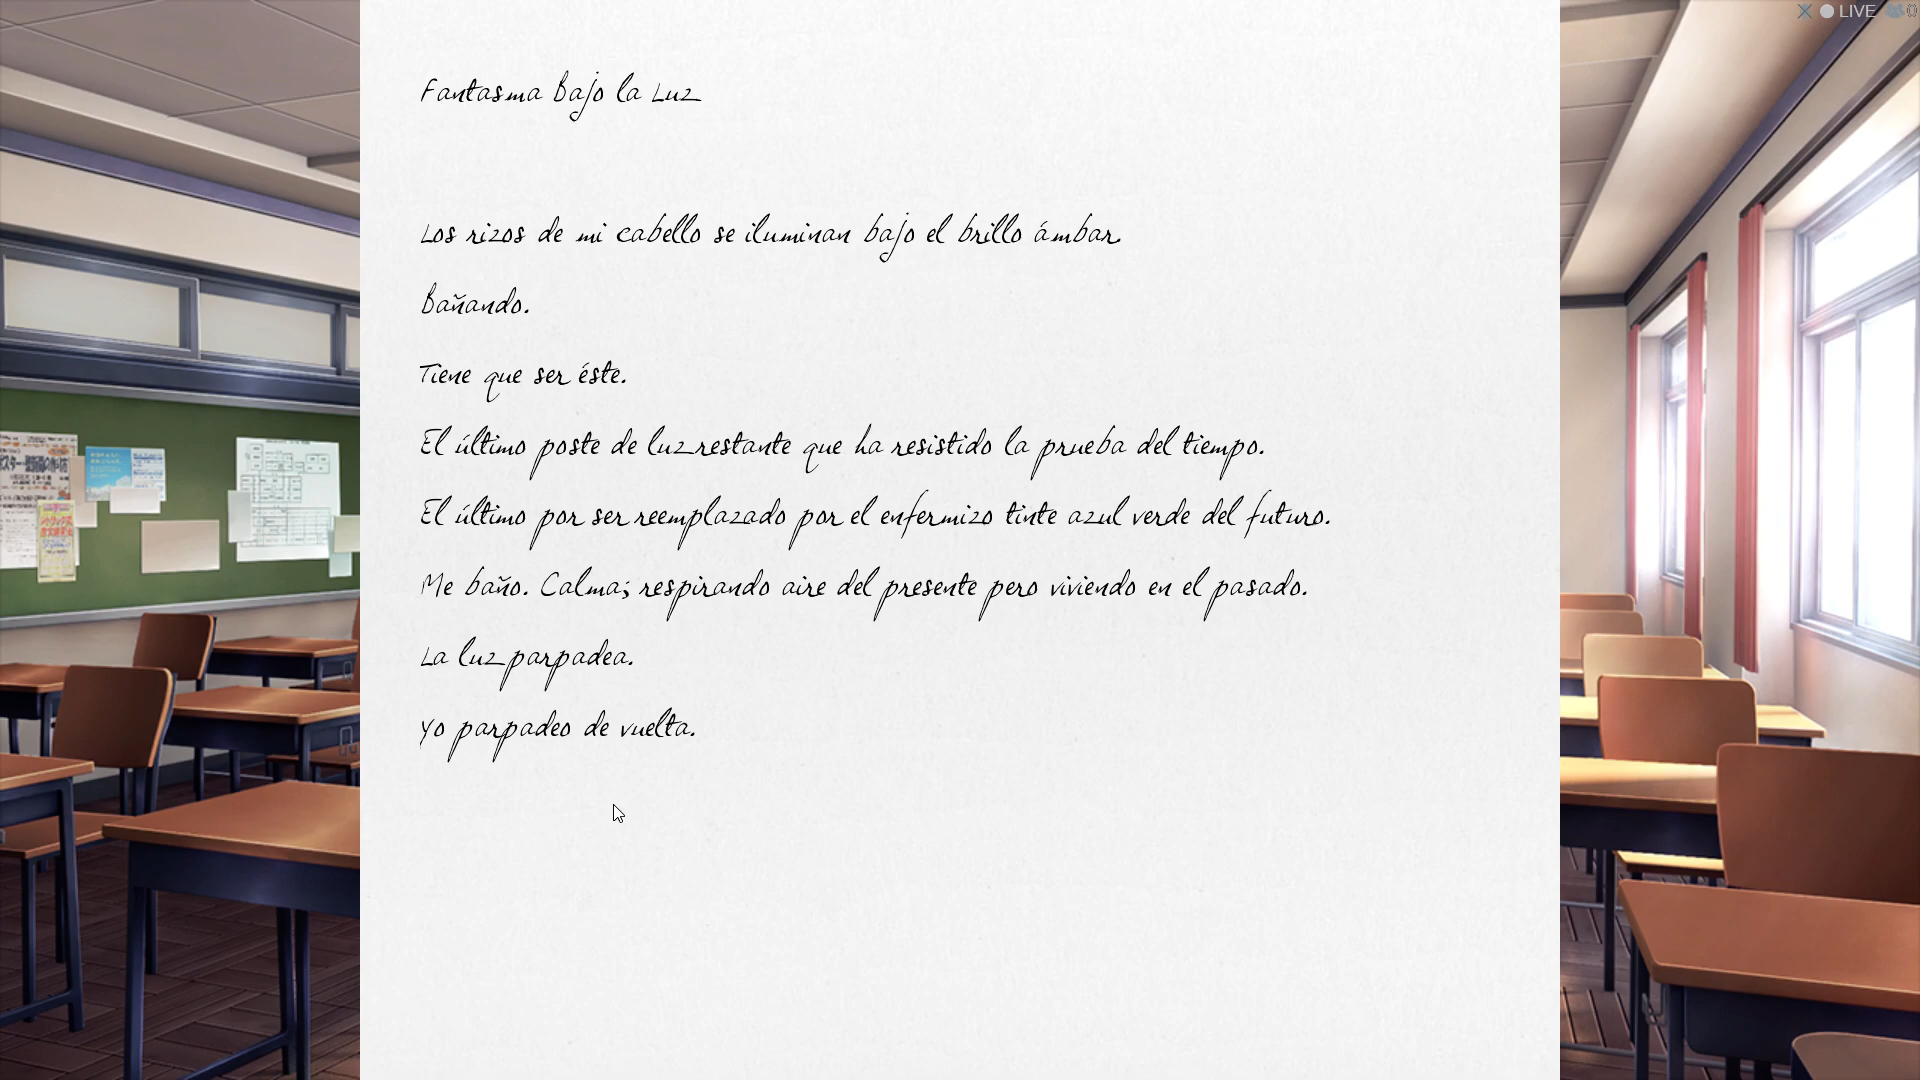 LIVE 0
Fantasma Bajo la Luz
Los rizos de mi cabello se iluminan bajo el brillo ámbar.
Bañando.
Tiene que ser éste.
El último poste de luz restante que ha resistido la prueba del tiempo.
El último por ser reemplazado por el enfermizo tinte azul verde del futuro.
Me baño. Calma; respirando aire del presente pero viviendo en el pasado.
La luz parpadea.
Yo parpadeo de vuelta.